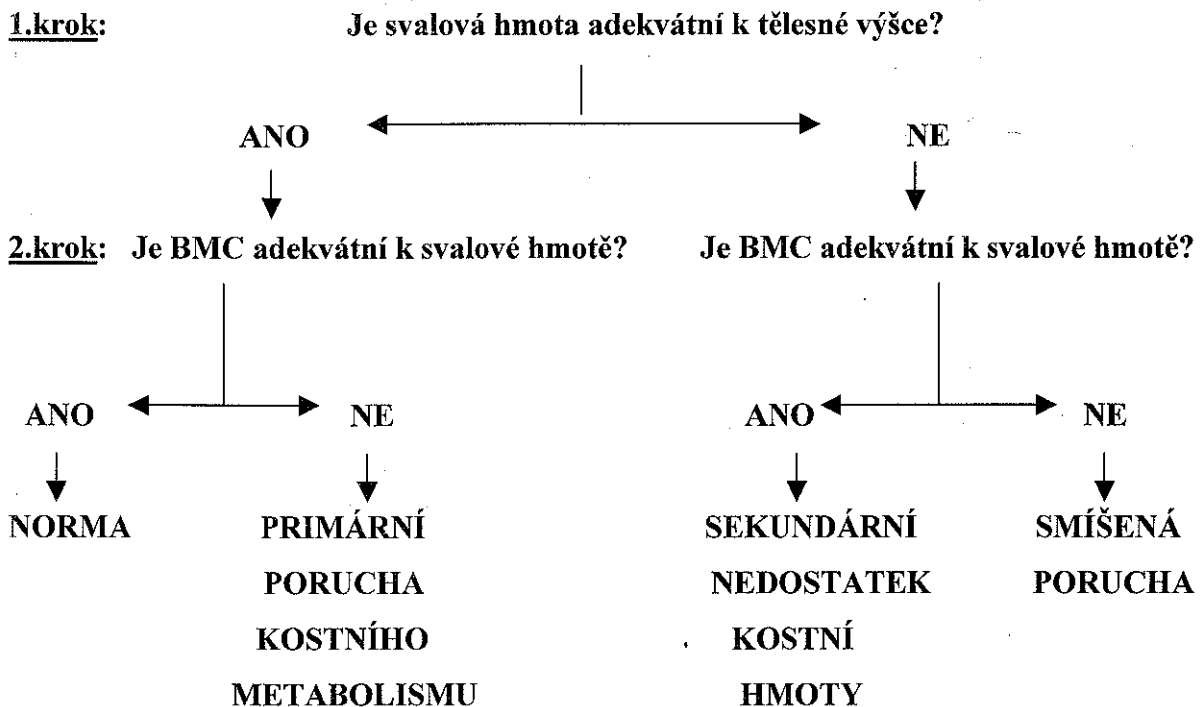 1.krok: Je svalová hmota adekvátní k tělesné výšce?
ANO NE
2.krok: Je BMC adekvátní k svalové hmotě? Je BMC adekvátní k svalové hmotě?
ANO NE ANO NE
NORMA PRIMÁRNÍ SEKUNDÁRNÍ SMÍŠENÁ
PORUCHA NEDOSTATEK PORUCHA
KOSTNÍHO KOSTNÍ
METABOLISMU HMOTY